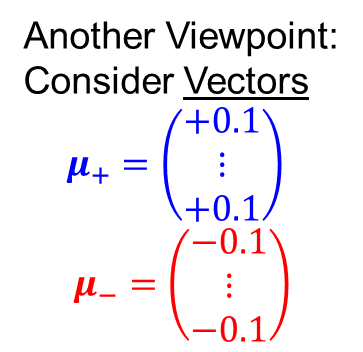 Another Viewpoint:
Consider Vectors
μ₊ = (+0.1
⋮
+0.1)
μ₋ = (−0.1
⋮
−0.1)